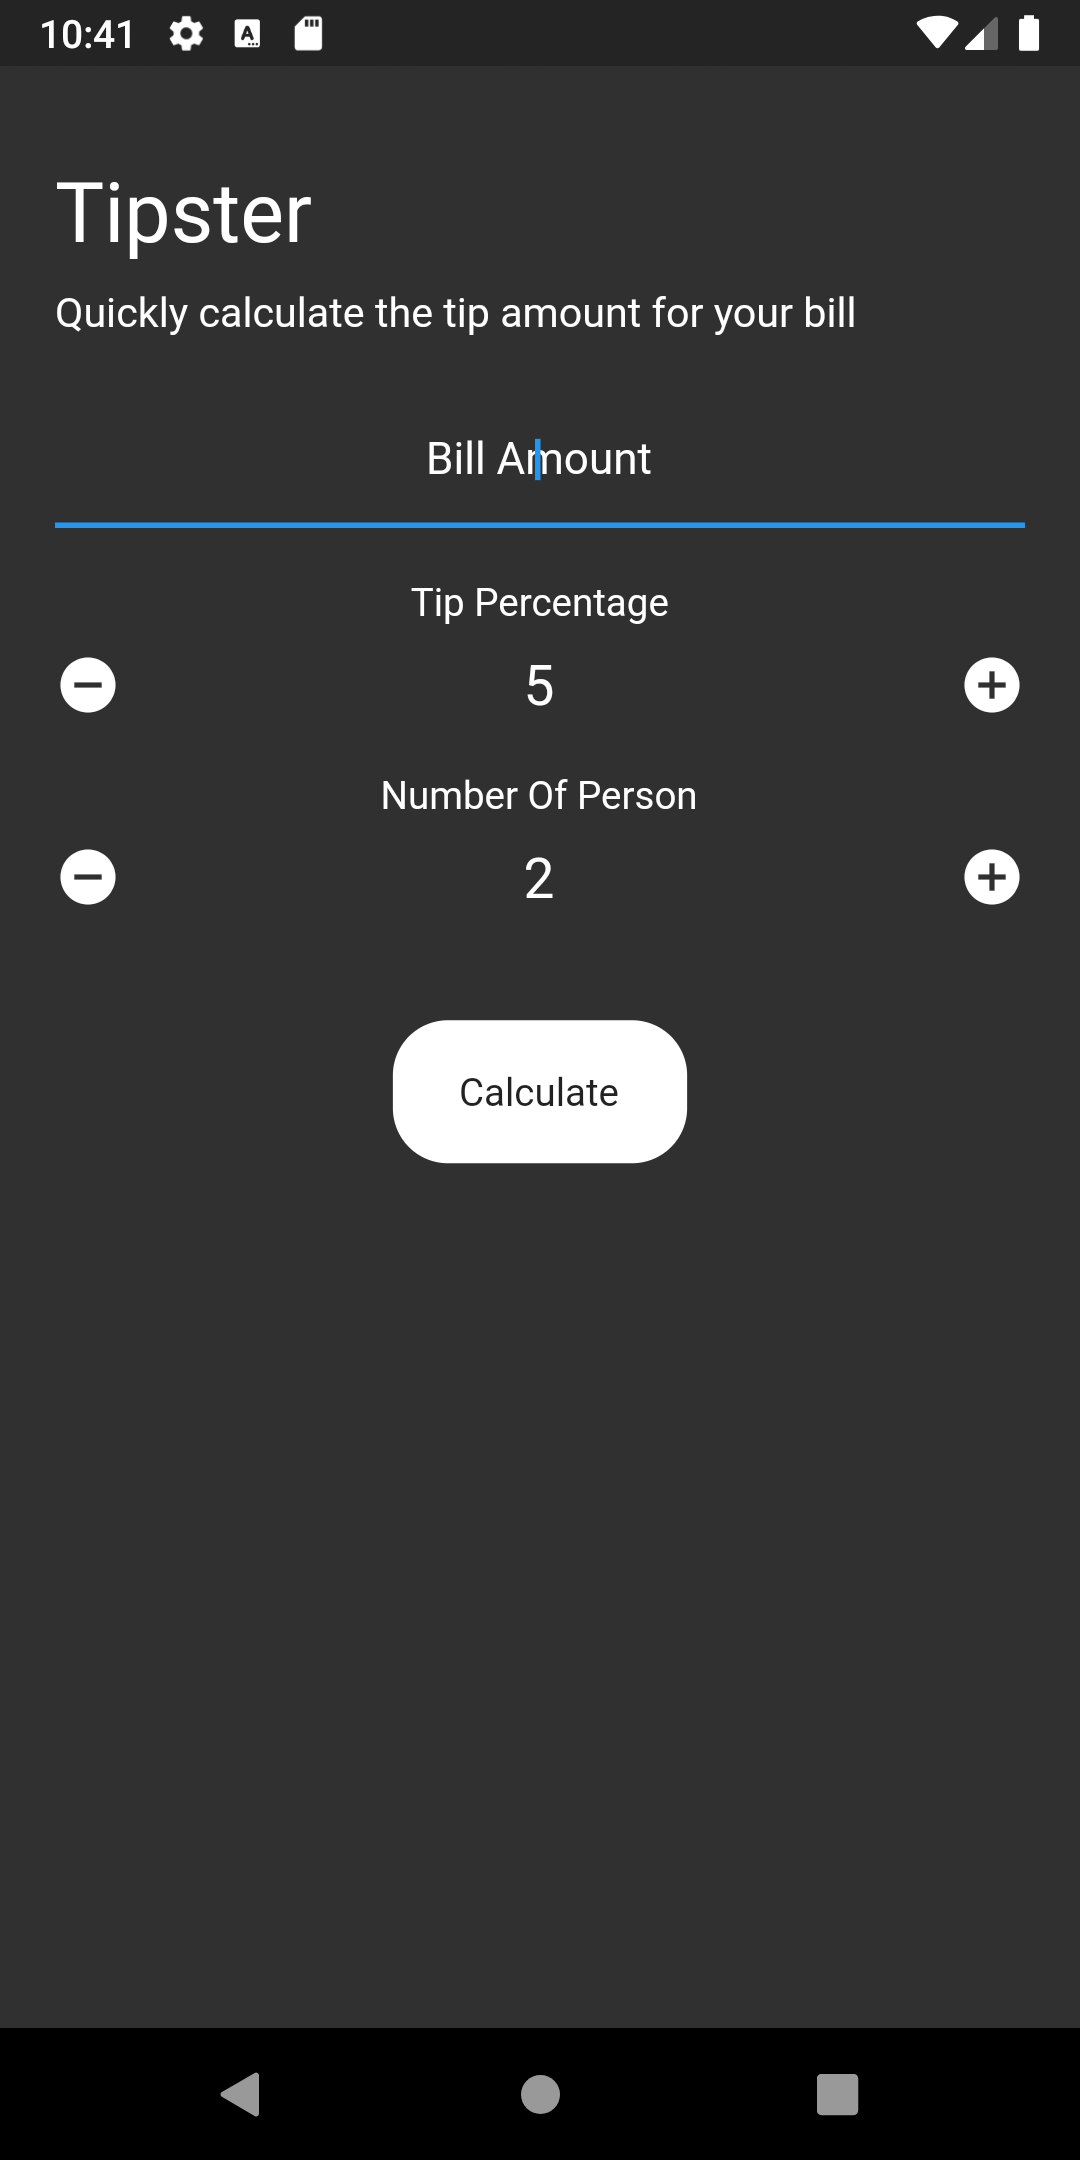 10:41
Tipster
Quickly calculate the tip amount for your bill
Bill Amount
Tip Percentage
5
Number Of Person
2
Calculate